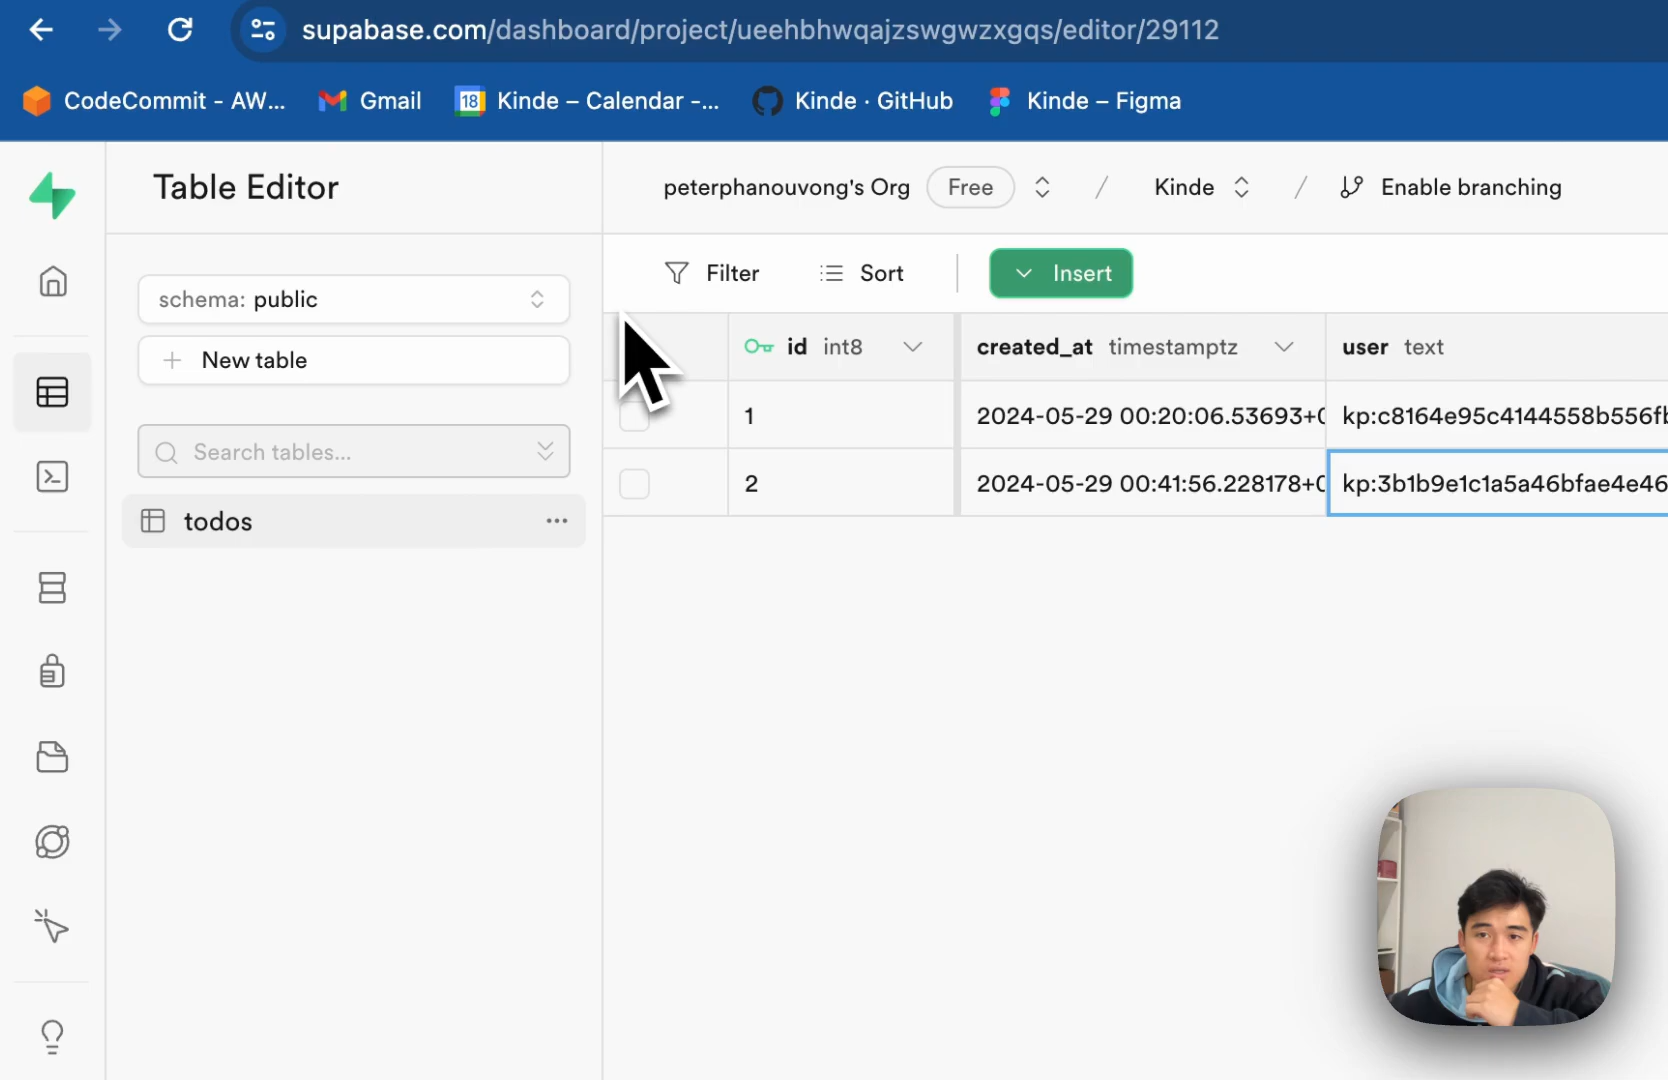 supabase.com/dashboard/project/ueehbhwqajzswgwzxgqs/editor/29112
CodeCommit - AW...
Gmail
18
Kinde – Calendar -...
Kinde · GitHub
Kinde – Figma
Table Editor
peterphanouvong's Org
Free
/
Kinde
/
Enable branching
schema: public
New table
Search tables...
todos
Filter
Sort
Insert
id int8
created_at timestamptz
user text
1
2024-05-29 00:20:06.53693+0
kp:c8164e95c4144558b556fb
2
2024-05-29 00:41:56.228178+0
kp:3b1b9e1c1a5a46bfae4e46